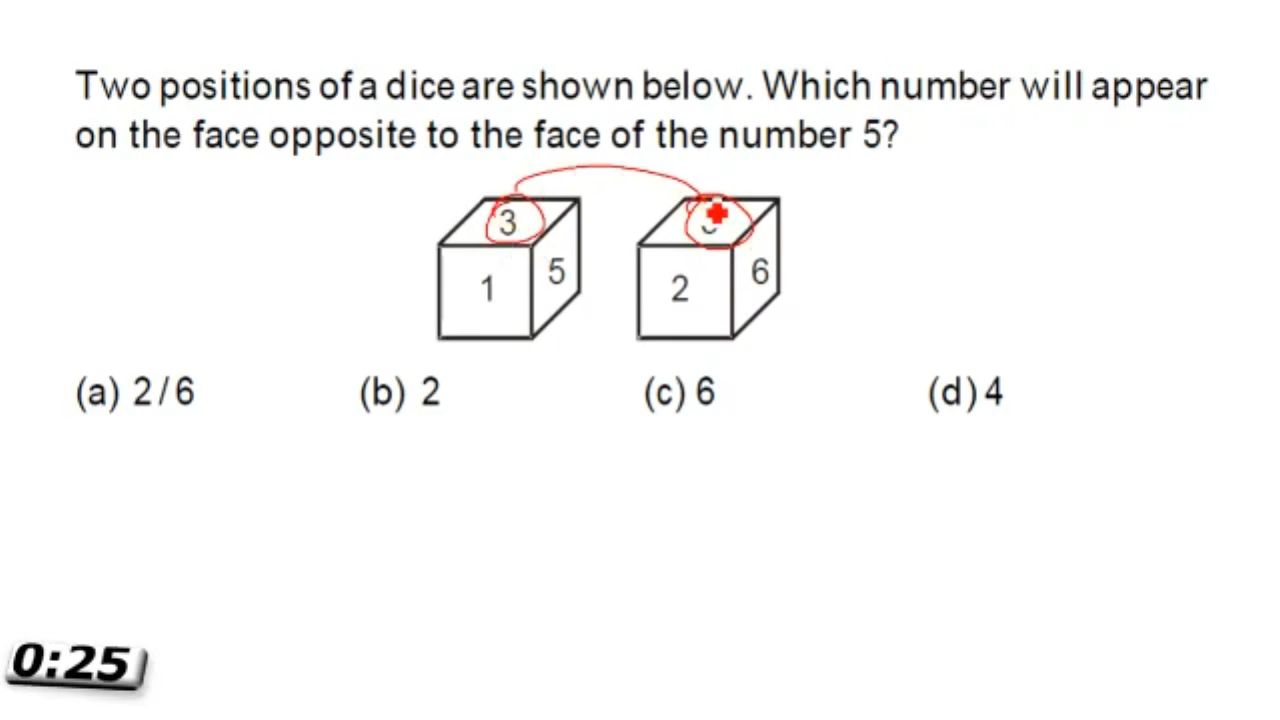 Two positions of a dice are shown below. Which number will appear
on the face opposite to the face of the number 5?
3
1 5
2 6
(a) 2/6 (b) 2 (c) 6 (d) 4
0:25